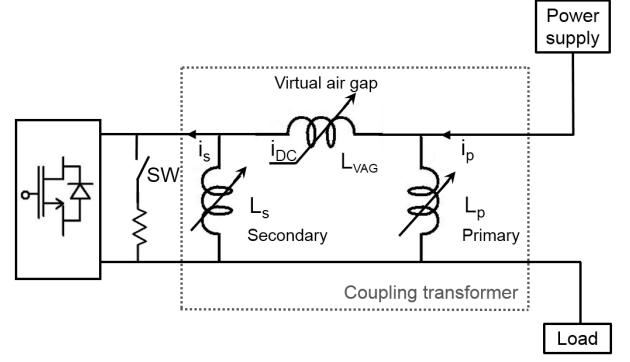 Power
supply
Virtual air gap
i_s
i_DC
L_VAG
i_p
SW
L_s
Secondary
L_p
Primary
Coupling transformer
Load